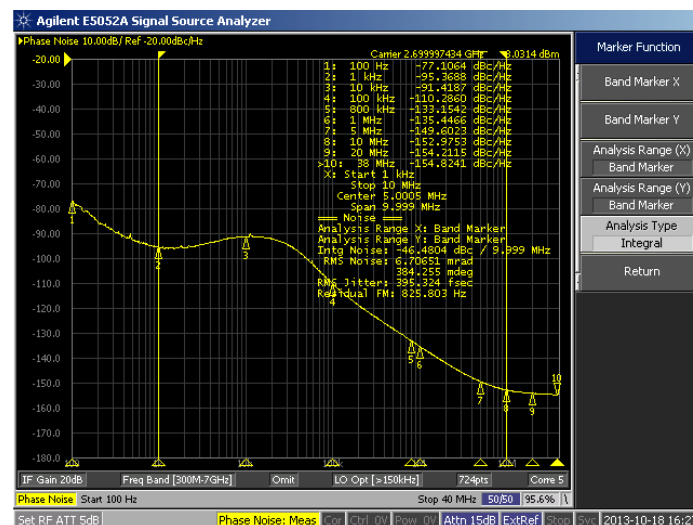 Agilent E5052A Signal Source Analyzer
Phase Noise 10.00dB/ Ref -20.00dBc/Hz
Carrier 2.699997434 GHz 8.0314 dBm
-20.00
-30.00
-40.00
-50.00
-60.00
-70.00
-80.00
-90.00
-100.0
-110.0
-120.0
-130.0
-140.0
-150.0
-160.0
-170.0
-180.0
1: 100 Hz -77.1064 dBc/Hz
2: 1 kHz -95.3688 dBc/Hz
3: 10 kHz -91.4187 dBc/Hz
4: 100 kHz -110.2860 dBc/Hz
5: 800 kHz -133.1542 dBc/Hz
6: 1 MHz -135.4466 dBc/Hz
7: 5 MHz -149.6023 dBc/Hz
8: 10 MHz -152.9753 dBc/Hz
9: 20 MHz -154.2115 dBc/Hz
>10: 38 MHz -154.8241 dBc/Hz
X: Start 1 kHz
Stop 10 MHz
Center 5.0005 MHz
Span 9.999 MHz
=== Noise ===
Analysis Range X: Band Marker
Analysis Range Y: Band Marker
Intg Noise: -46.4804 dBc / 9.999 MHz
RMS Noise: 6.70651 mrad
384.255 mdeg
RMS Jitter: 395.324 fsec
Residual FM: 825.803 Hz
1
2
3
4
5
6
7
8
9
10
IF Gain 20dB
Freq Band [300M-7GHz]
Omit
LO Opt [>150kHz]
724pts
Corre 5
Phase Noise Start 100 Hz
Stop 40 MHz 50/50 95.6%
Set RF ATT 5dB
Phase Noise: Meas Cor Ctrl 0V Pow 0V Attn 15dB ExtRef Stop Svc 2013-10-18 16:2
Marker Function
Band Marker X
Band Marker Y
Analysis Range (X)
Band Marker
Analysis Range (Y)
Band Marker
Analysis Type
Integral
Return